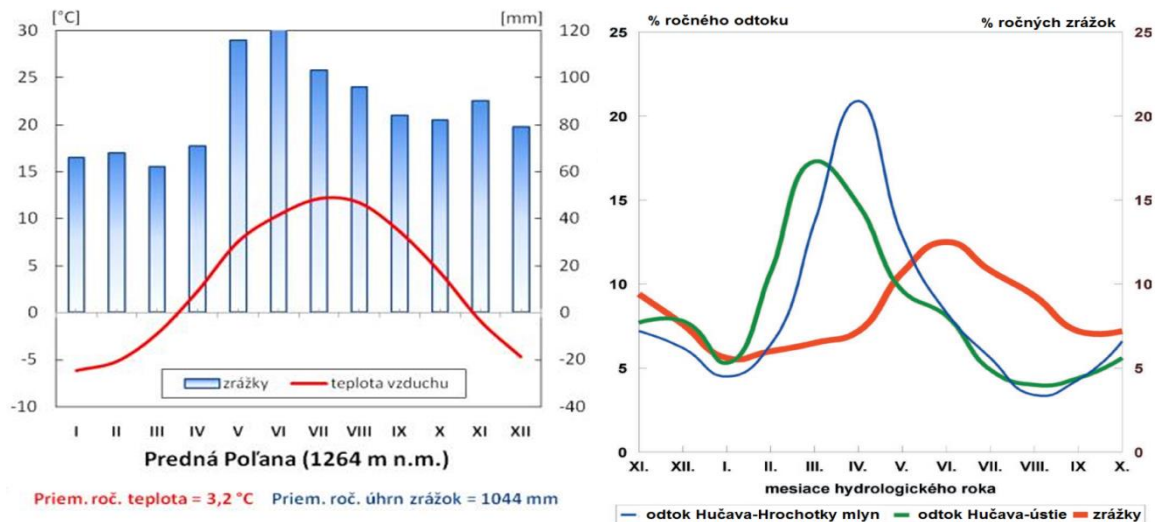 [°C] [mm]
30 120
25 100
20 80
15 60
10 40
5 20
0 0
-5 -20
-10 -40
zrážky teplota vzduchu
I II III IV V VI VII VIII IX X XI XII
Predná Poľana (1264 m n.m.)
Priem. roč. teplota = 3,2 °C Priem. roč. úhrn zrážok = 1044 mm
% ročného odtoku % ročných zrážok
25 25
20 20
15 15
10 10
5 5
0 0
XI. XII. I. II. III. IV. V. VI. VII. VIII. IX X.
mesiace hydrologického roka
odtok Hučava-Hrochotky mlyn odtok Hučava-ústie zrážky